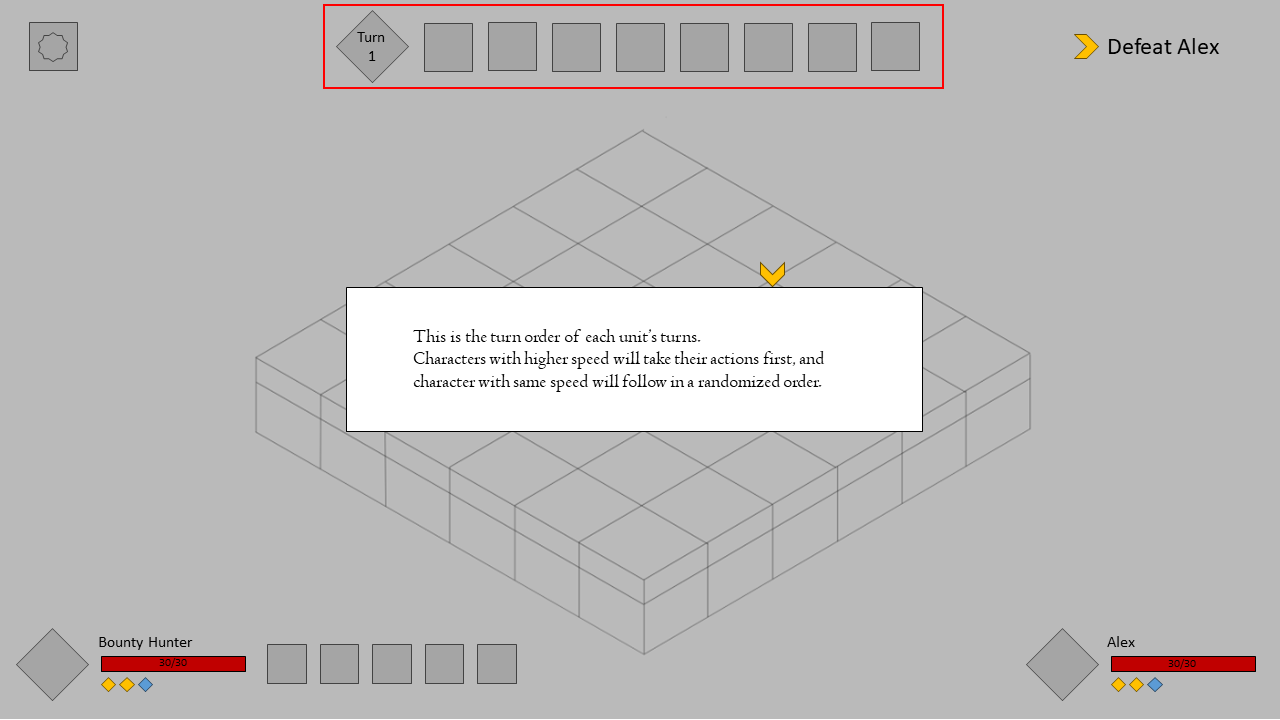 Turn
1
Defeat Alex
This is the turn order of each unit's turns.
Characters with higher speed will take their actions first, and
character with same speed will follow in a randomized order.
Bounty Hunter
30/30
Alex
30/30